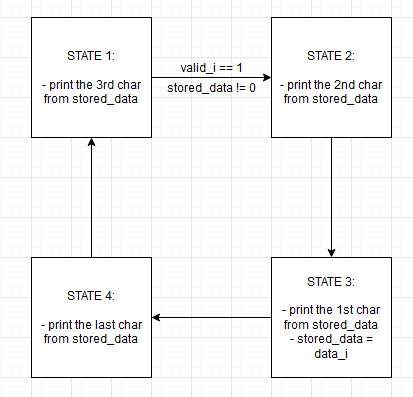 STATE 1:
- print the 3rd char
from stored_data
valid_i == 1
stored_data != 0
STATE 2:
- print the 2nd char
from stored_data
STATE 4:
- print the last char
from stored_data
STATE 3:
- print the 1st char
from stored_data
- stored_data =
data_i